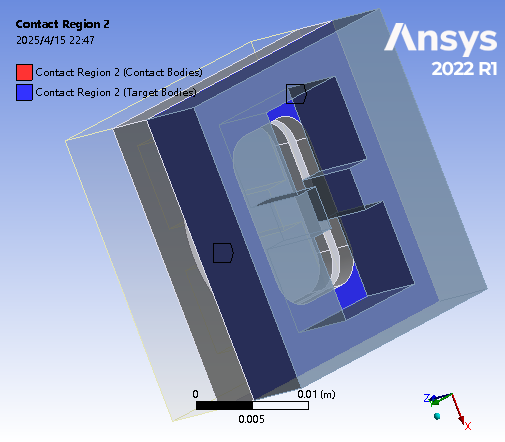 Contact Region 2
2025/4/15 22:47
Contact Region 2 (Contact Bodies)
Contact Region 2 (Target Bodies)
Ansys
2022 R1
0
0.01 (m)
0.005
Z
X